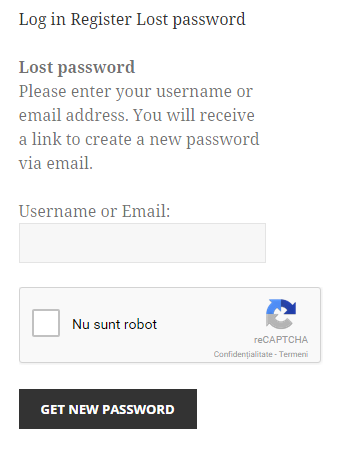 Log in Register Lost password
Lost password
Please enter your username or
email address. You will receive
a link to create a new password
via email.
Username or Email:
Nu sunt robot
reCAPTCHA
Confidențialitate - Termeni
GET NEW PASSWORD